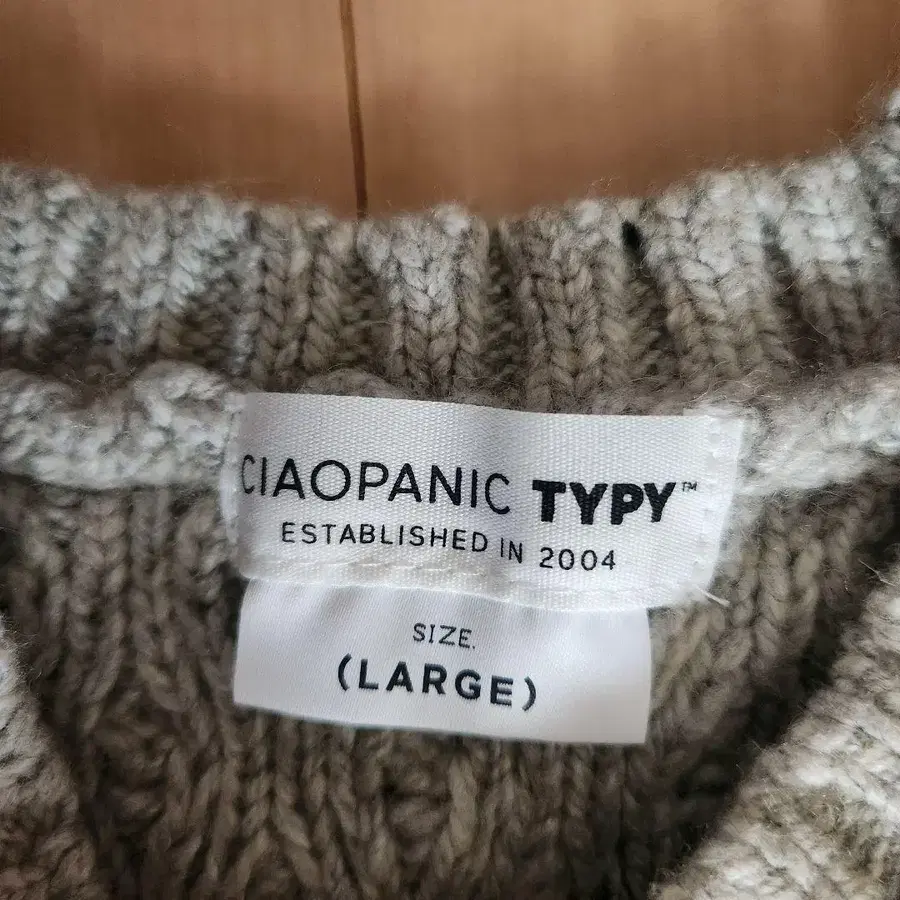 CIAOPANIC TYPY™
ESTABLISHED IN 2004
SIZE.
(LARGE)